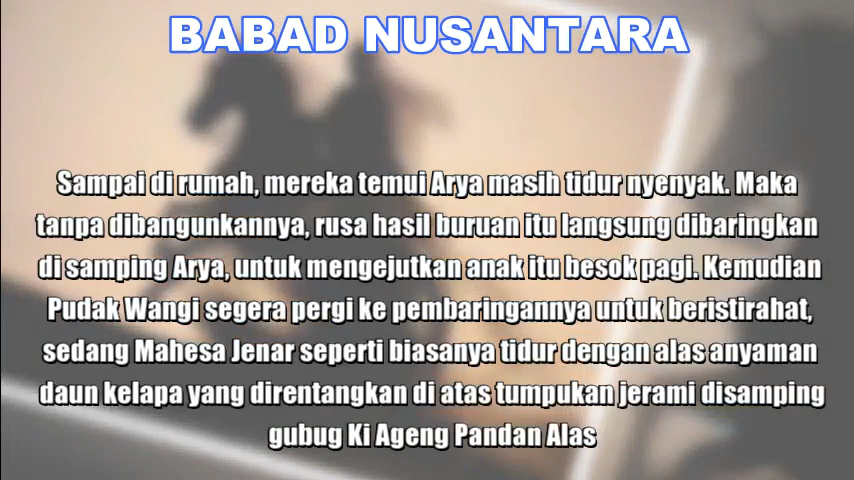 BABAD NUSANTARA
Sampai di rumah, mereka temui Arya masih tidur nyenyak. Maka
tanpa dibangunkannya, rusa hasil buruan itu langsung dibaringkan
di samping Arya, untuk mengejutkan anak itu besok pagi. Kemudian
Pudak Wangi segera pergi ke pembaringannya untuk beristirahat,
sedang Mahesa Jenar seperti biasanya tidur dengan alas anyaman
daun kelapa yang direntangkan di atas tumpukan jerami disamping
gubug Ki Ageng Pandan Alas